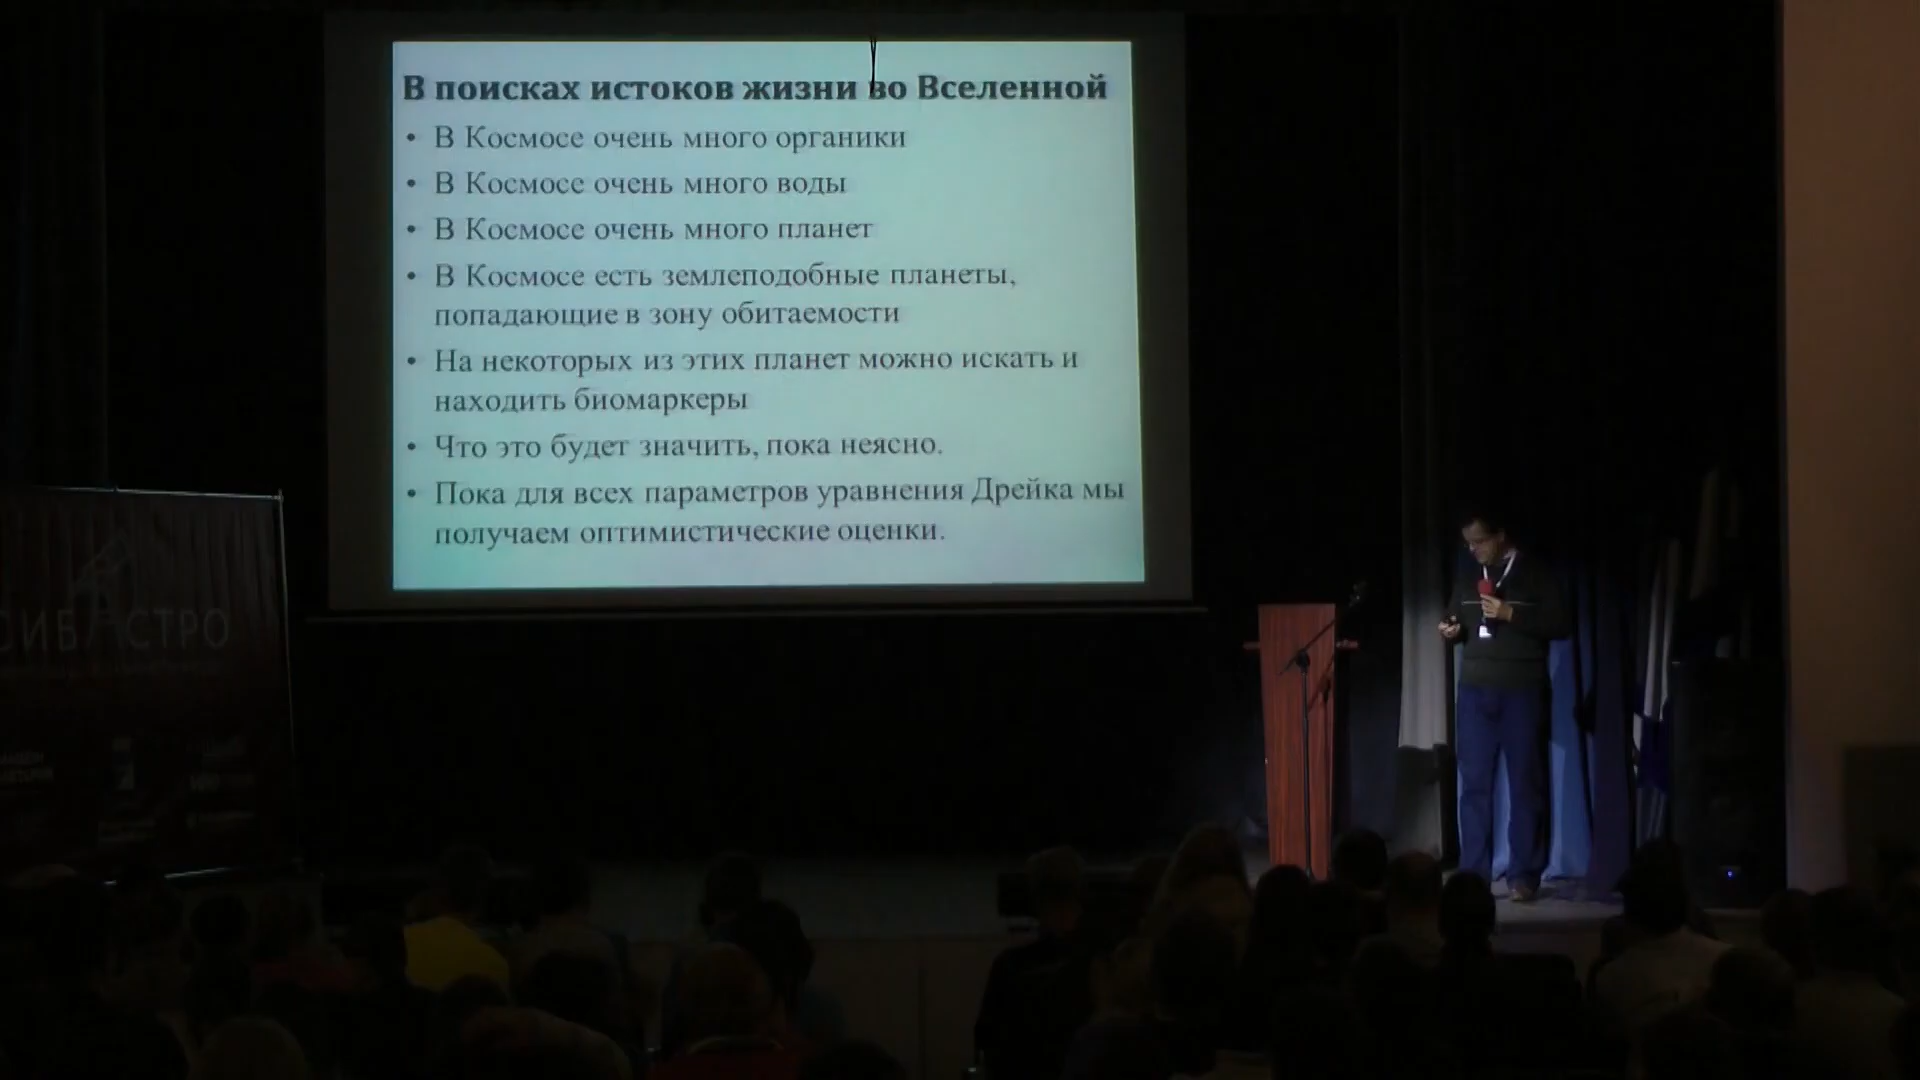 В поисках истоков жизни во Вселенной
• В Космосе очень много органики
• В Космосе очень много воды
• В Космосе очень много планет
• В Космосе есть землеподобные планеты,
попадающие в зону обитаемости
• На некоторых из этих планет можно искать и
находить биомаркеры
• Что это будет значить, пока неясно.
• Пока для всех параметров уравнения Дрейка мы
получаем оптимистические оценки.
СИБАСТРО